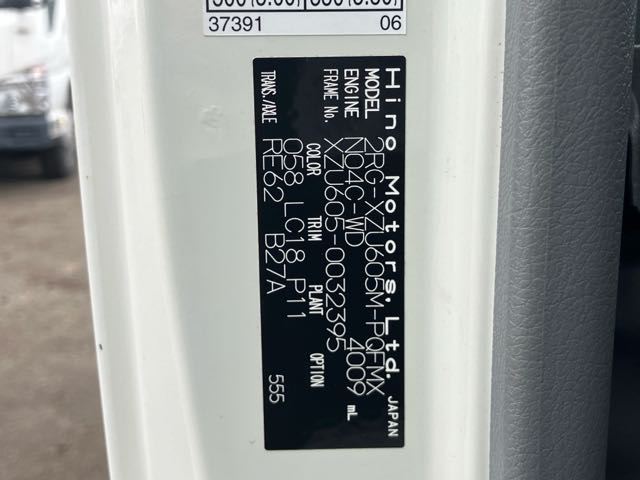 37391 06
Hino Motors, Ltd. JAPAN
MODEL 2RG-XZU605M-PQFMX
ENGINE N04C-WD 4009 mL
FRAME NO. XZU605-0032395
COLOR TRIM PLANT OPTION
058 LC18 P11
TRANS./AXLE RE62 B27A 555